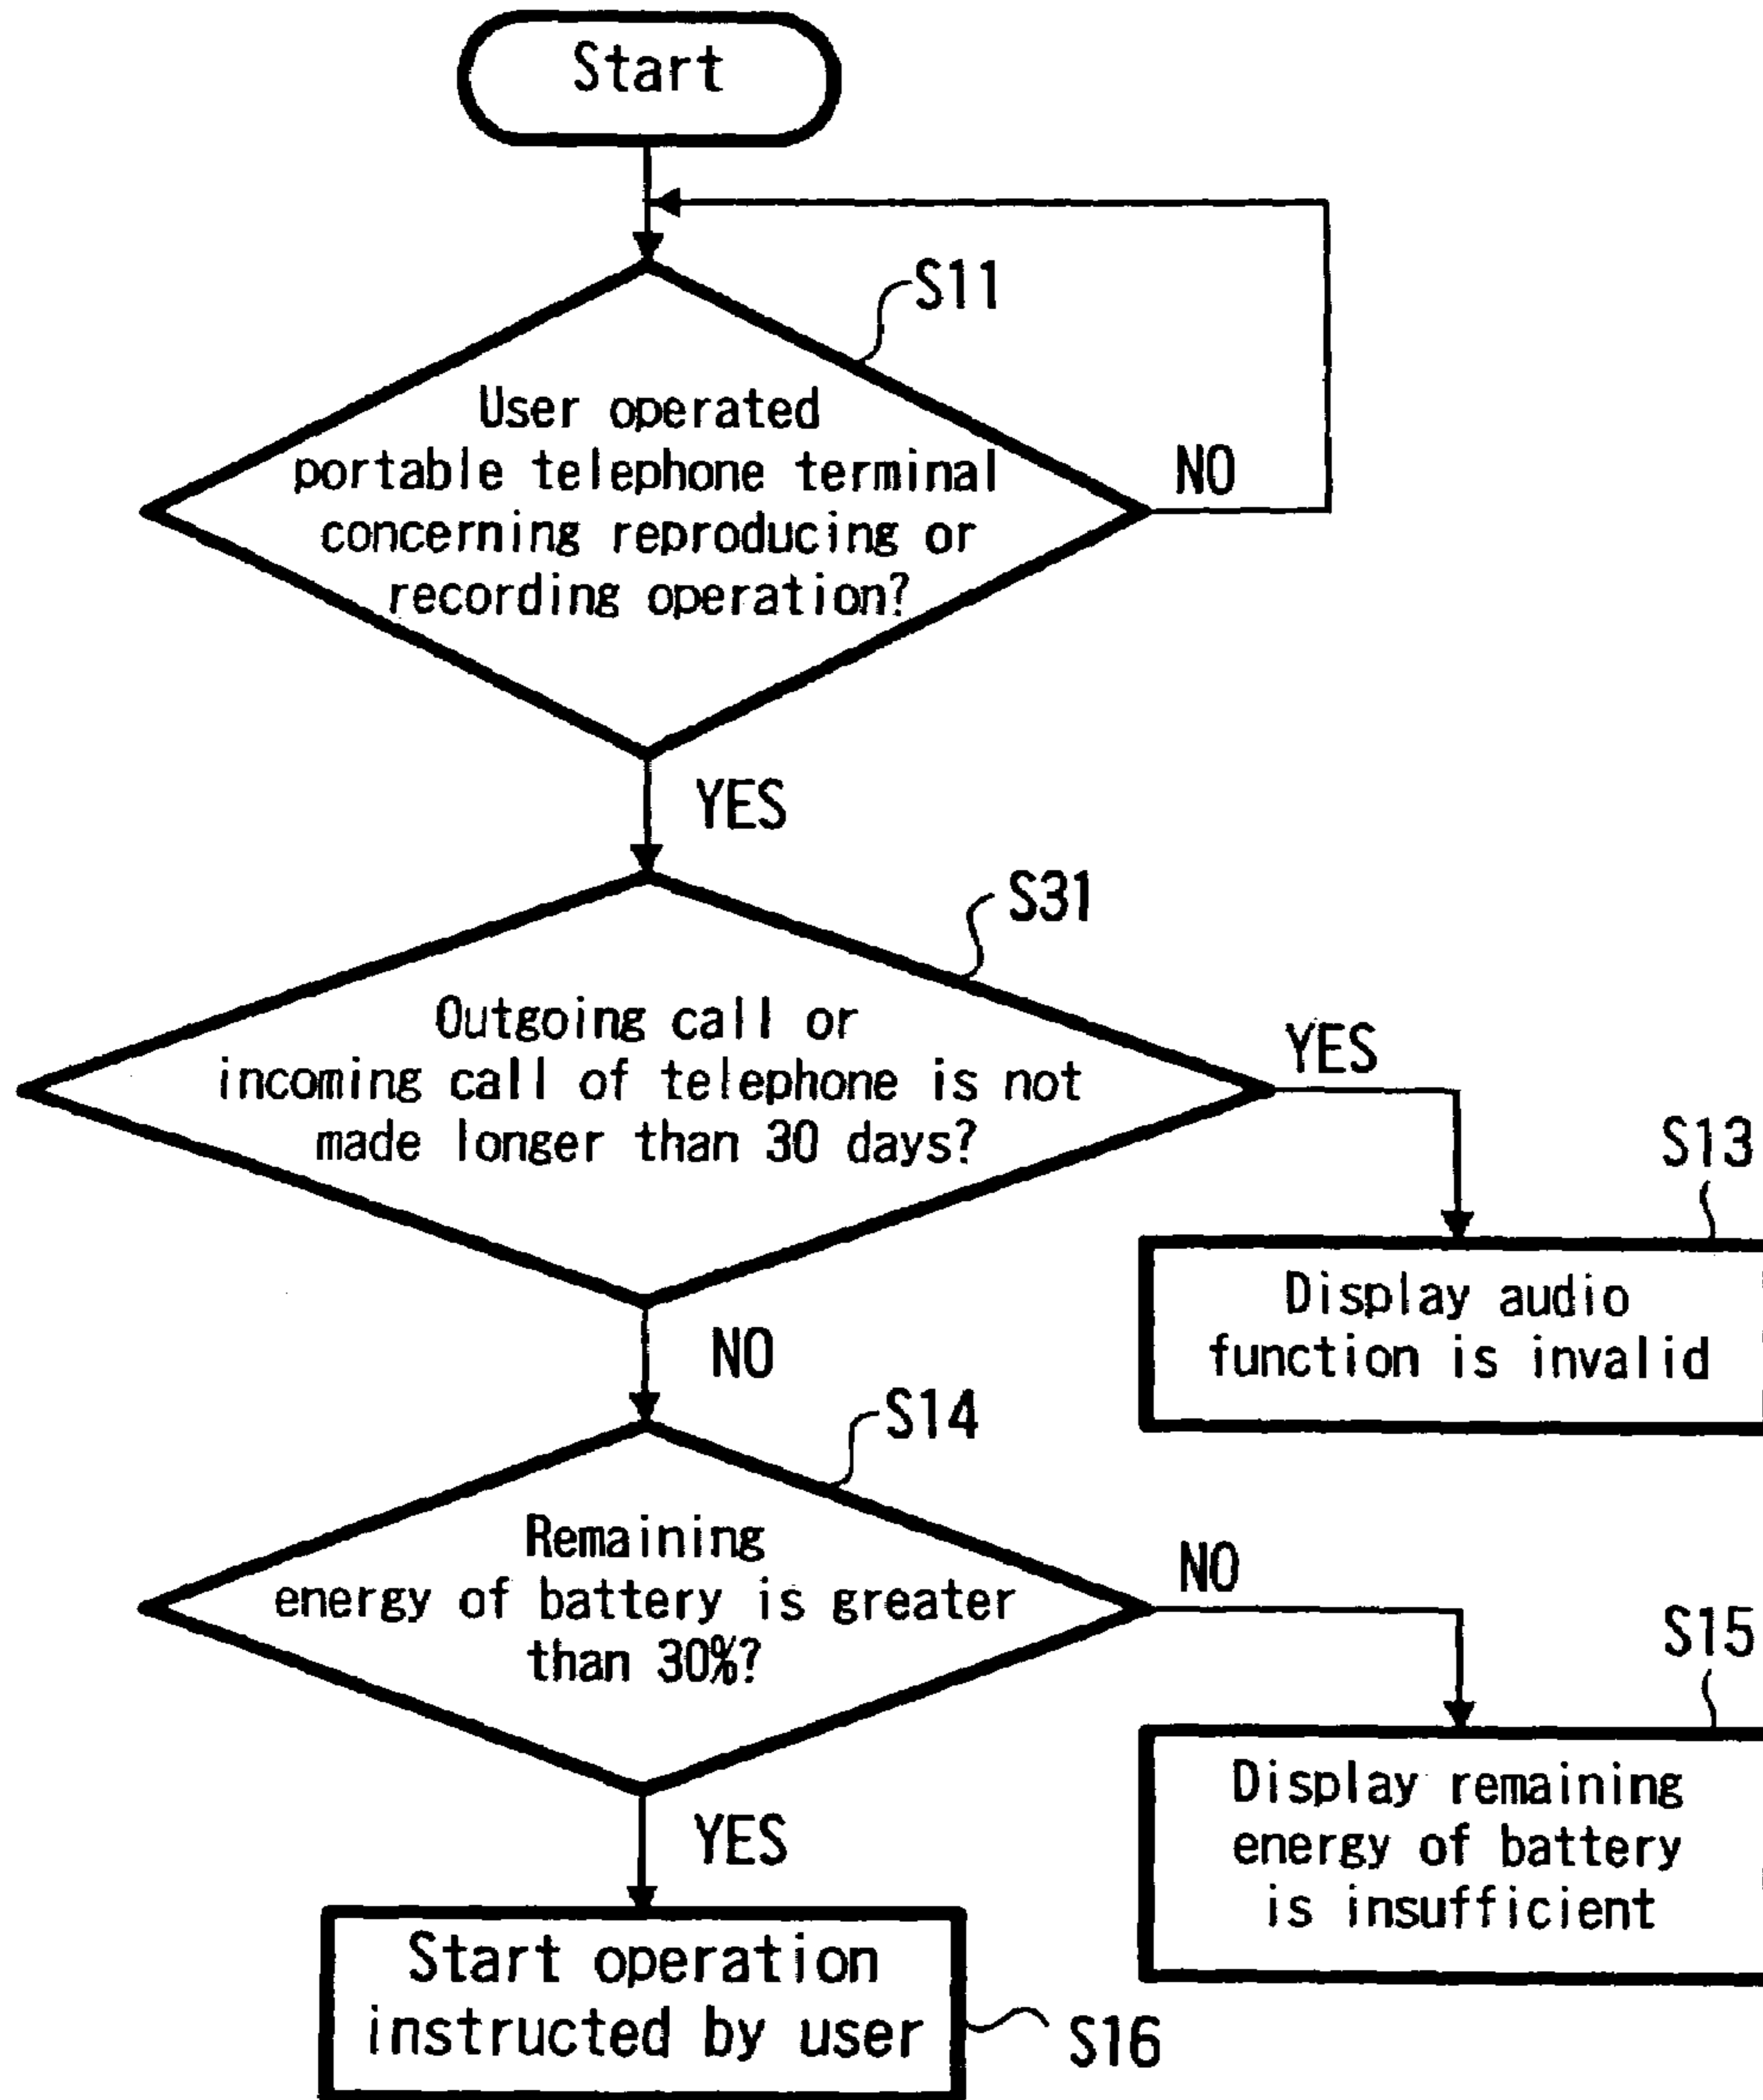 Start
S11
User operated
portable telephone terminal
concerning reproducing or
recording operation?
NO
YES
S31
Outgoing call or
incoming call of telephone is not
made longer than 30 days?
YES
S13
Display audio
function is invalid
NO
S14
Remaining
energy of battery is greater
than 30%?
NO
S15
Display remaining
energy of battery
is insufficient
YES
Start operation
instructed by user
S16